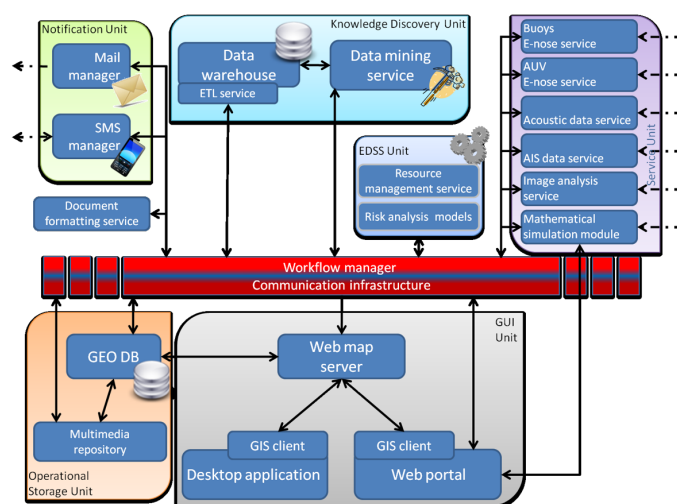 Notification Unit
Mail
manager
SMS
manager
Document
formatting service
Knowledge Discovery Unit
Data
warehouse
ETL service
Data mining
service
EDSS Unit
Resource
management service
Risk analysis models
Buoys
E-nose service
AUV
E-nose service
Acoustic data service
AIS data service
Image analysis
service
Mathematical
simulation module
Service Unit
Workflow manager
Communication infrastructure
GEO DB
Multimedia
repository
Operational
Storage Unit
GUI
Unit
Web map
server
GIS client
Desktop application
GIS client
Web portal